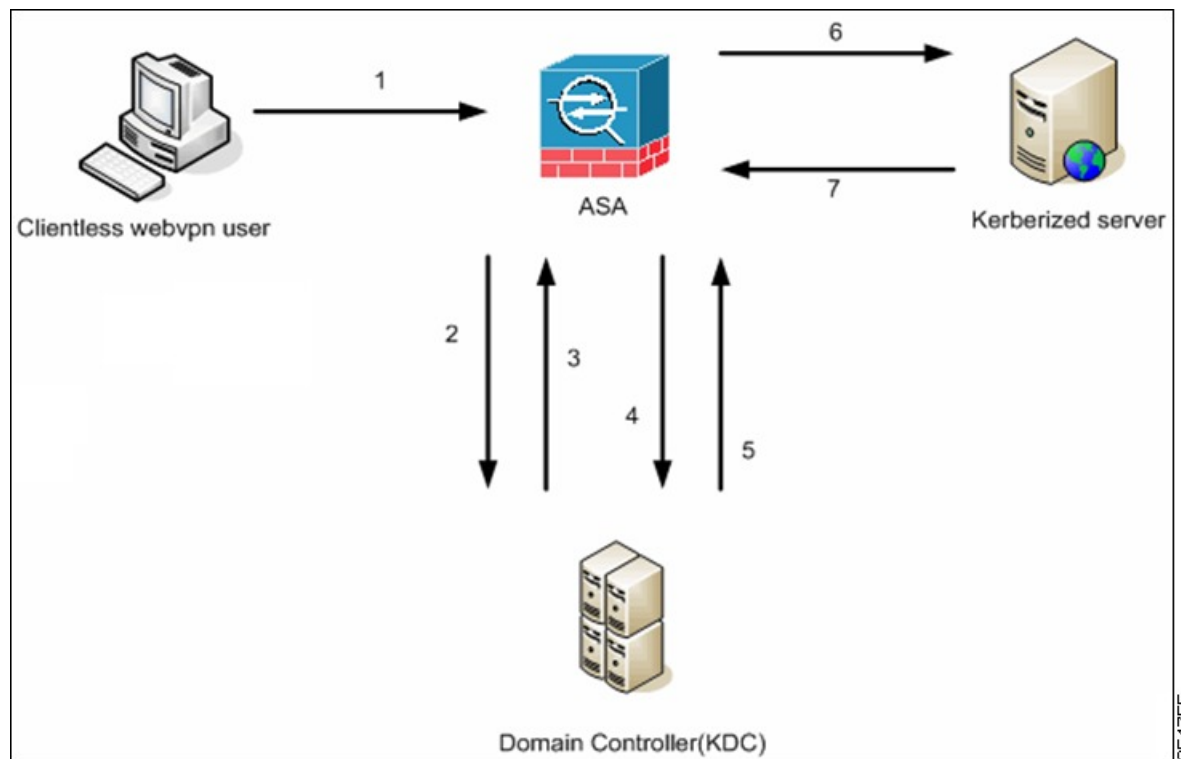 1
6
7
ASA
Clientless webvpn user
Kerberized server
2
3
4
5
Domain Controller(KDC)